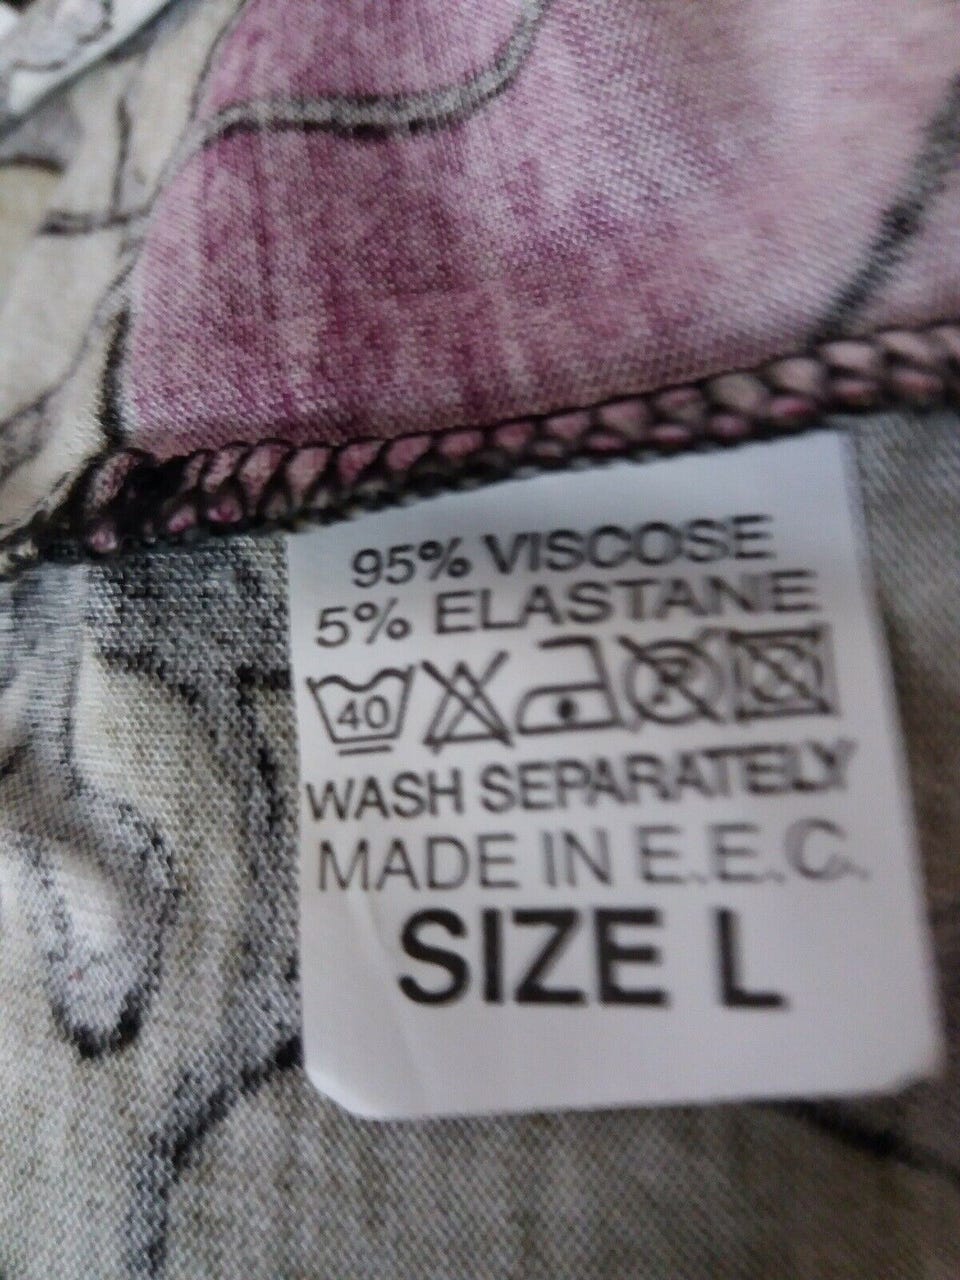 95% VISCOSE
5% ELASTANE
40
WASH SEPARATELY
MADE IN E.E.C.
SIZE L